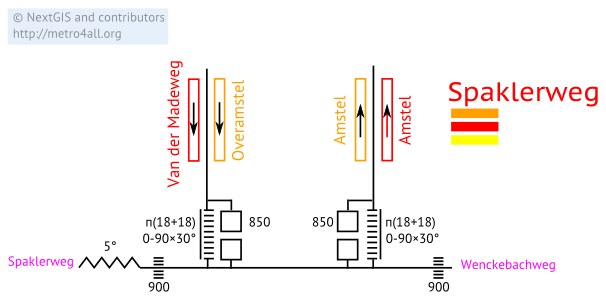 © NextGIS and contributors
http://metro4all.org
Van der Madeweg
Overamstel
Amstel
Amstel
Spaklerweg
п(18+18)
0-90×30°
850
850
п(18+18)
0-90×30°
5°
Spaklerweg
900
900
Wenckebachweg